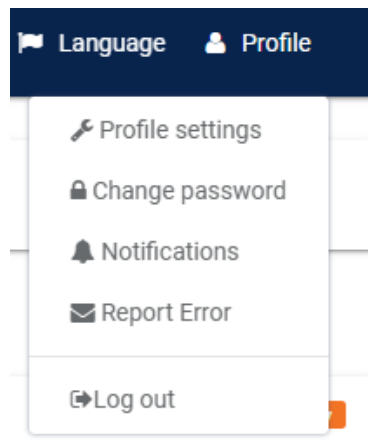 Language Profile
Profile settings
Change password
Notifications
Report Error
Log out